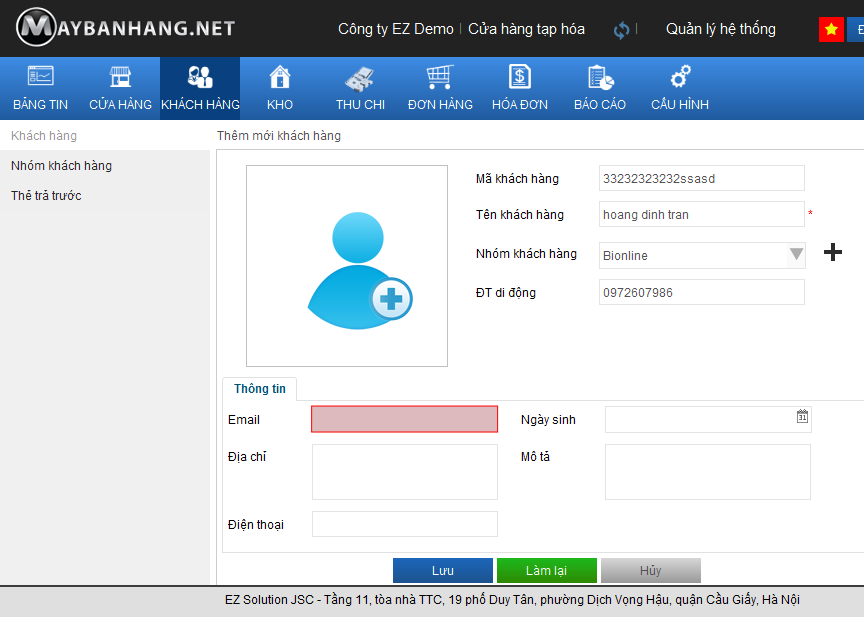 MAYBANHANG.NET Công ty EZ Demo | Cửa hàng tạp hóa | Quản lý hệ thống
BẢNG TIN CỬA HÀNG KHÁCH HÀNG KHO THU CHI ĐƠN HÀNG HÓA ĐƠN BÁO CÁO CẤU HÌNH
Khách hàng
Nhóm khách hàng
Thẻ trả trước
Thêm mới khách hàng
Mã khách hàng 33232323232ssasd
Tên khách hàng hoang dinh tran *
Nhóm khách hàng Bionline
ĐT di động 0972607986
Thông tin
Email Ngày sinh 31
Địa chỉ Mô tả
Điện thoại
Lưu Làm lại Hủy
EZ Solution JSC - Tầng 11, tòa nhà TTC, 19 phố Duy Tân, phường Dịch Vọng Hậu, quận Cầu Giấy, Hà Nội